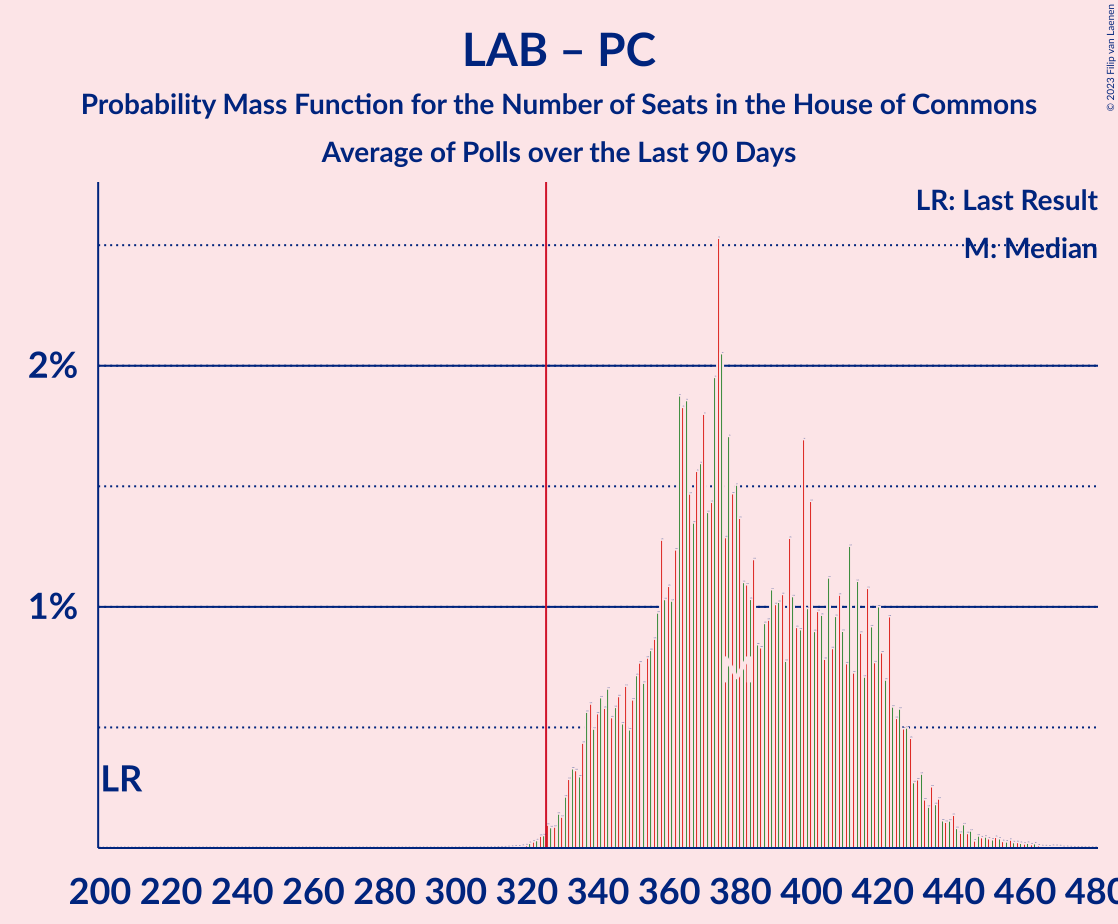 LAB – PC
Probability Mass Function for the Number of Seats in the House of Commons
Average of Polls over the Last 90 Days
© 2023 Filip van Laenen
LR: Last Result
M: Median
2%
1%
M
LR
200 220 240 260 280 300 320 340 360 380 400 420 440 460 480